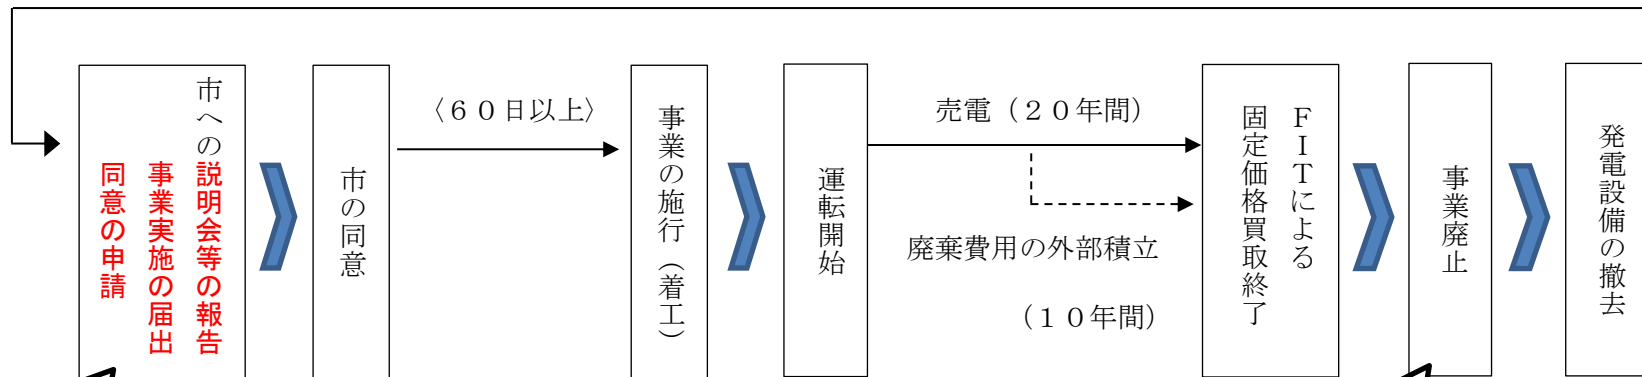 市への説明会等の報告
事業実施の届出
同意の申請
市の同意
〈６０日以上〉
事業の施行（着工）
運転開始
売電（２０年間）
廃棄費用の外部積立
（１０年間）
ＦＩＴによる
固定価格買取終了
事業廃止
発電設備の撤去